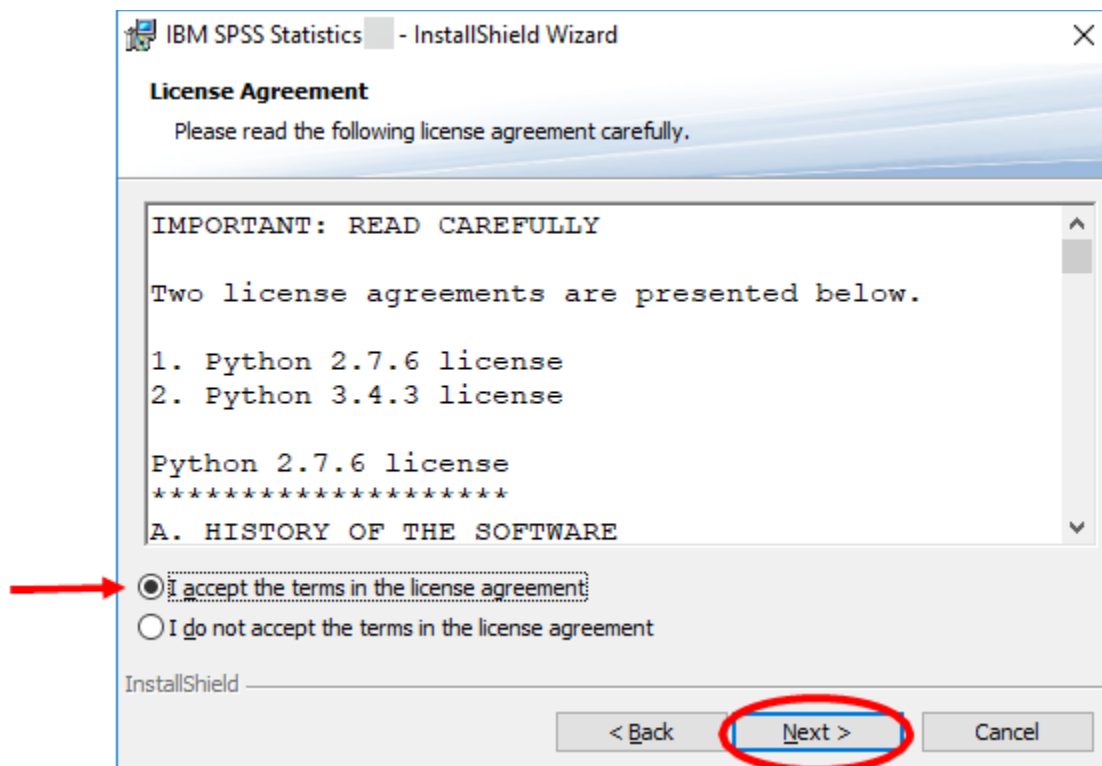 IBM SPSS Statistics - InstallShield Wizard
License Agreement
Please read the following license agreement carefully.
IMPORTANT: READ CAREFULLY
Two license agreements are presented below.
1. Python 2.7.6 license
2. Python 3.4.3 license
Python 2.7.6 license
*********************
A. HISTORY OF THE SOFTWARE
I accept the terms in the license agreement
I do not accept the terms in the license agreement
InstallShield
< Back Next > Cancel